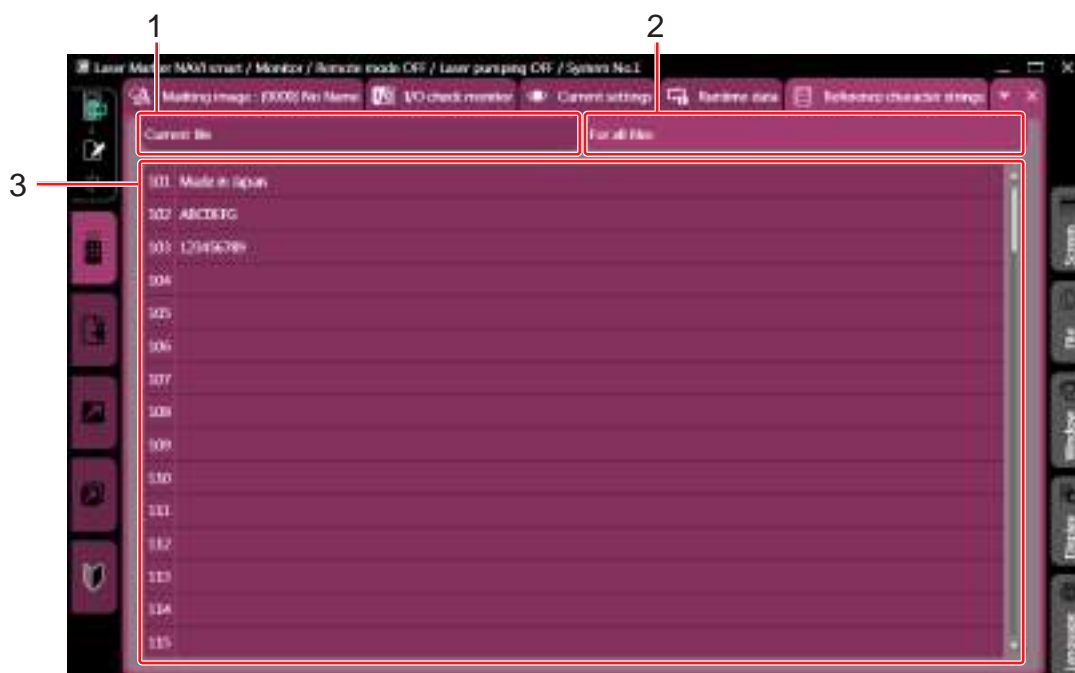 1
2
Laser Marker NAVI smart / Monitor / Remote mode OFF / Laser pumping OFF / System No.1
Marking image : [0000] No Name
I/O check monitor
Current settings
Runtime data
Reference character strings
Current file
For all files
3
101 Made in Japan
102 ABCDEFG
103 123456789
104
105
106
107
108
109
110
111
112
113
114
115
Screen
File
Window
Display
Language